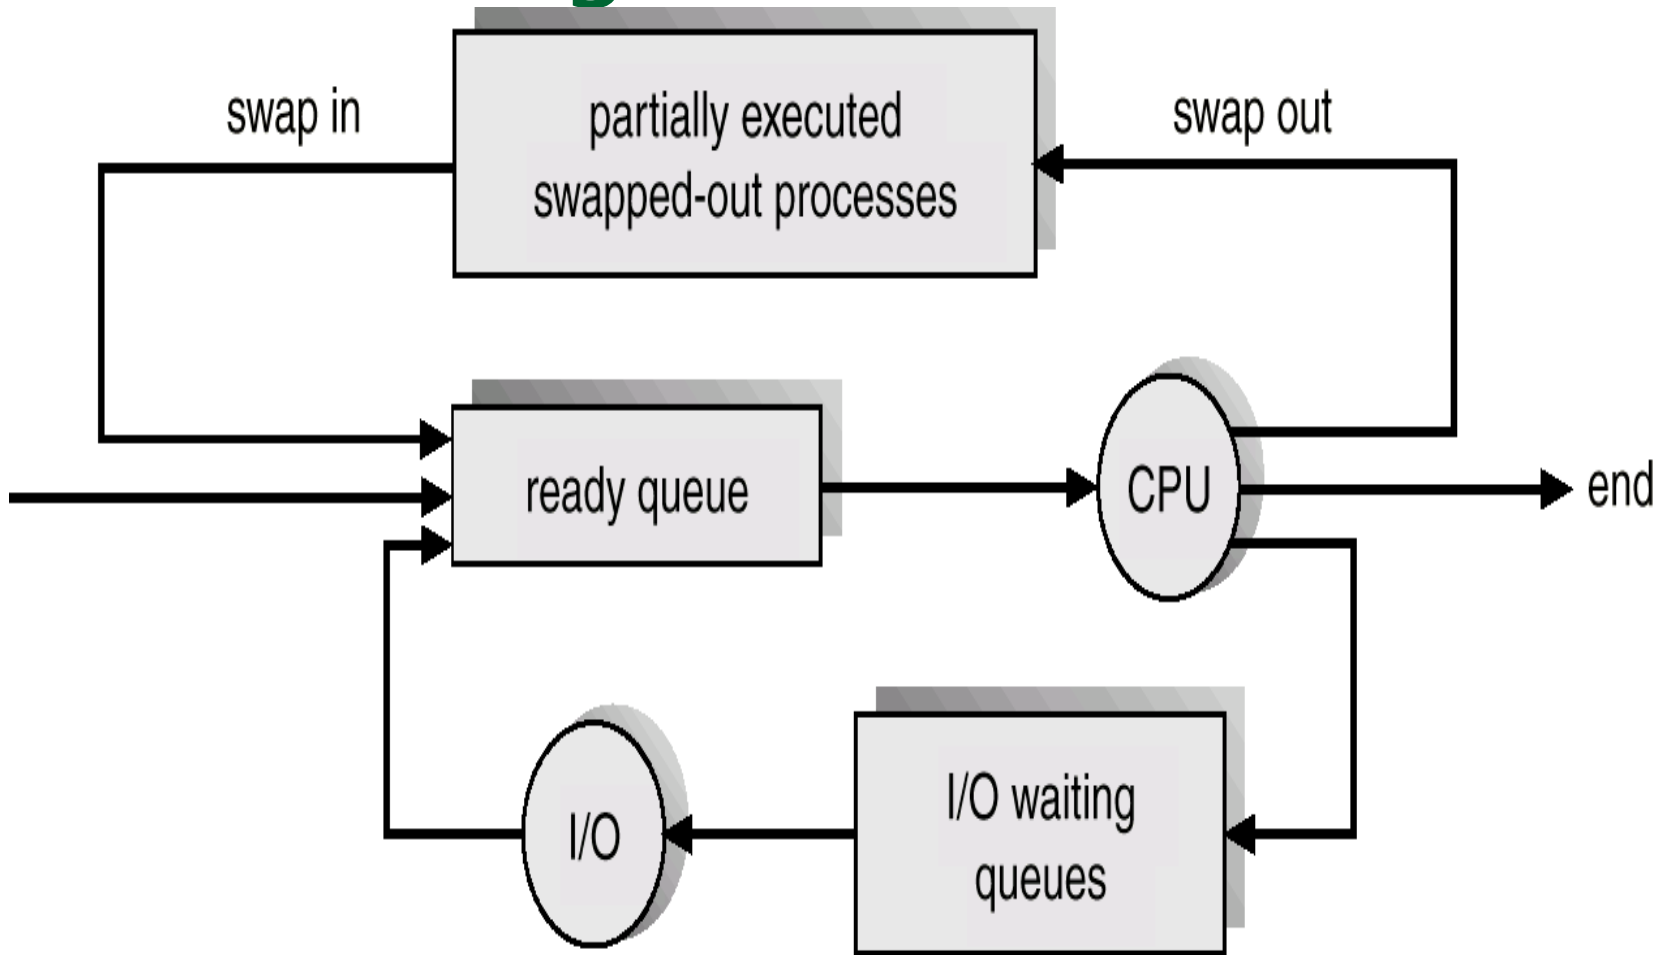 swap in
partially executed
swapped-out processes
swap out
ready queue
CPU
end
I/O
I/O waiting
queues